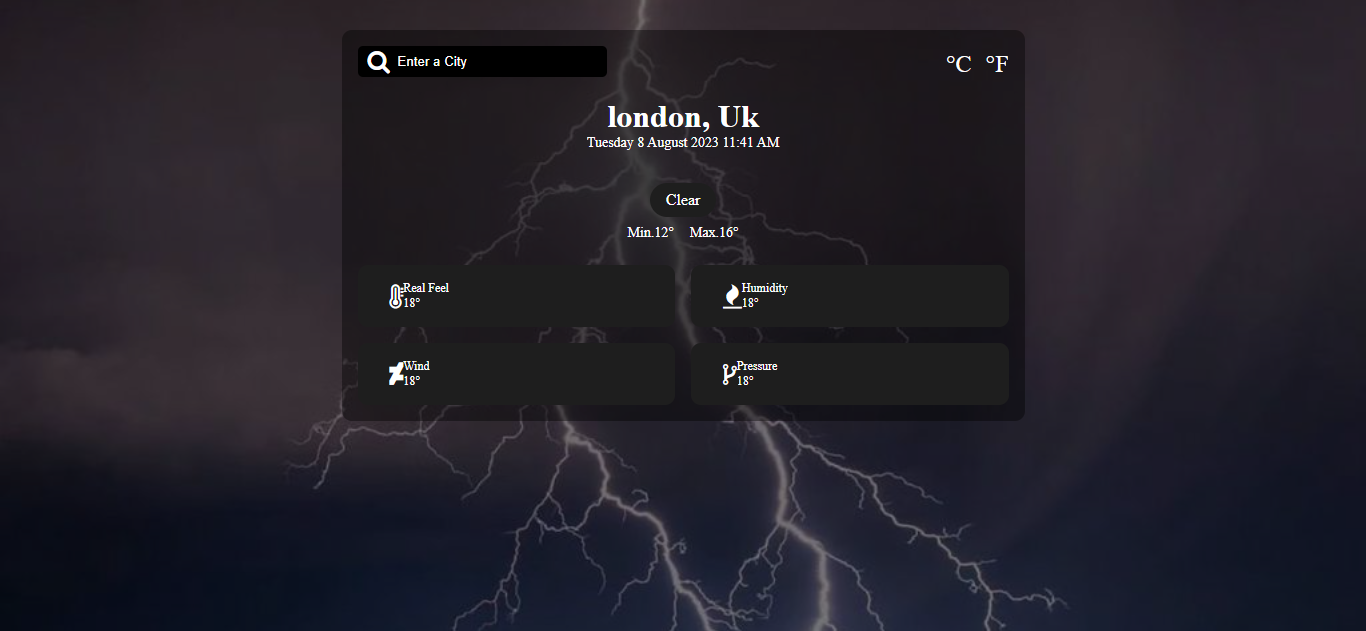 Enter a City
°C °F
london, Uk
Tuesday 8 August 2023 11:41 AM
Clear
Min.12° Max.16°
Real Feel
18°
Humidity
18°
Wind
18°
Pressure
18°